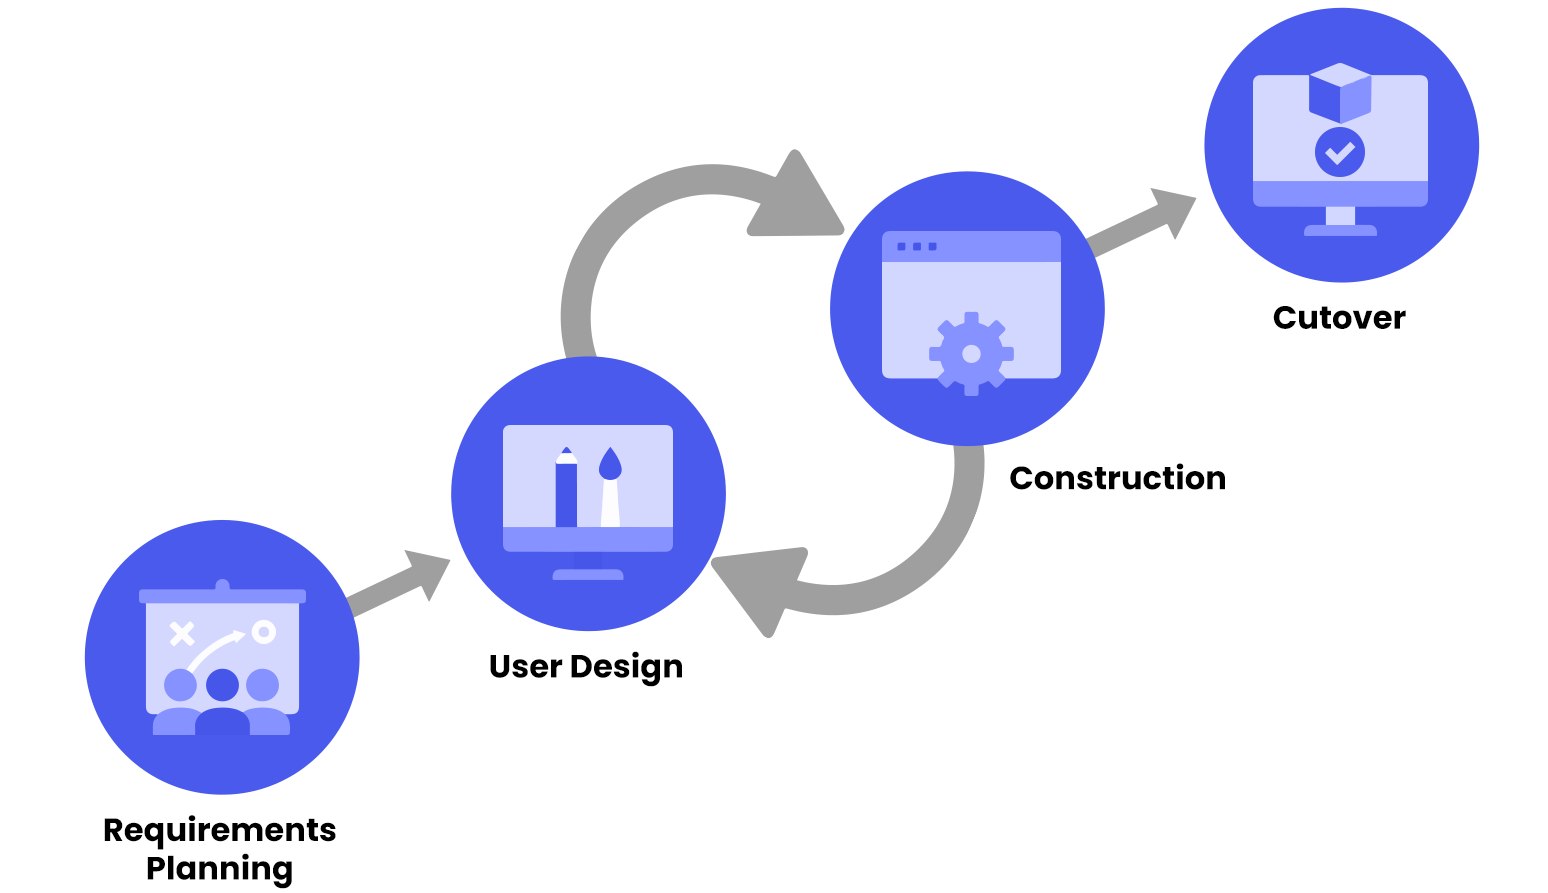 Requirements
Planning
User Design
Construction
Cutover